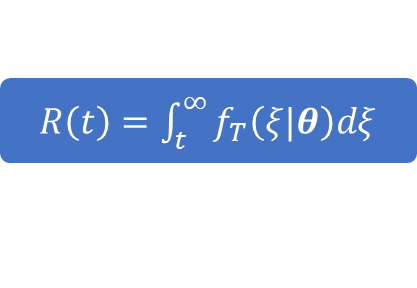 R(t) = ∫_t^∞ f_T(ξ|θ)dξ